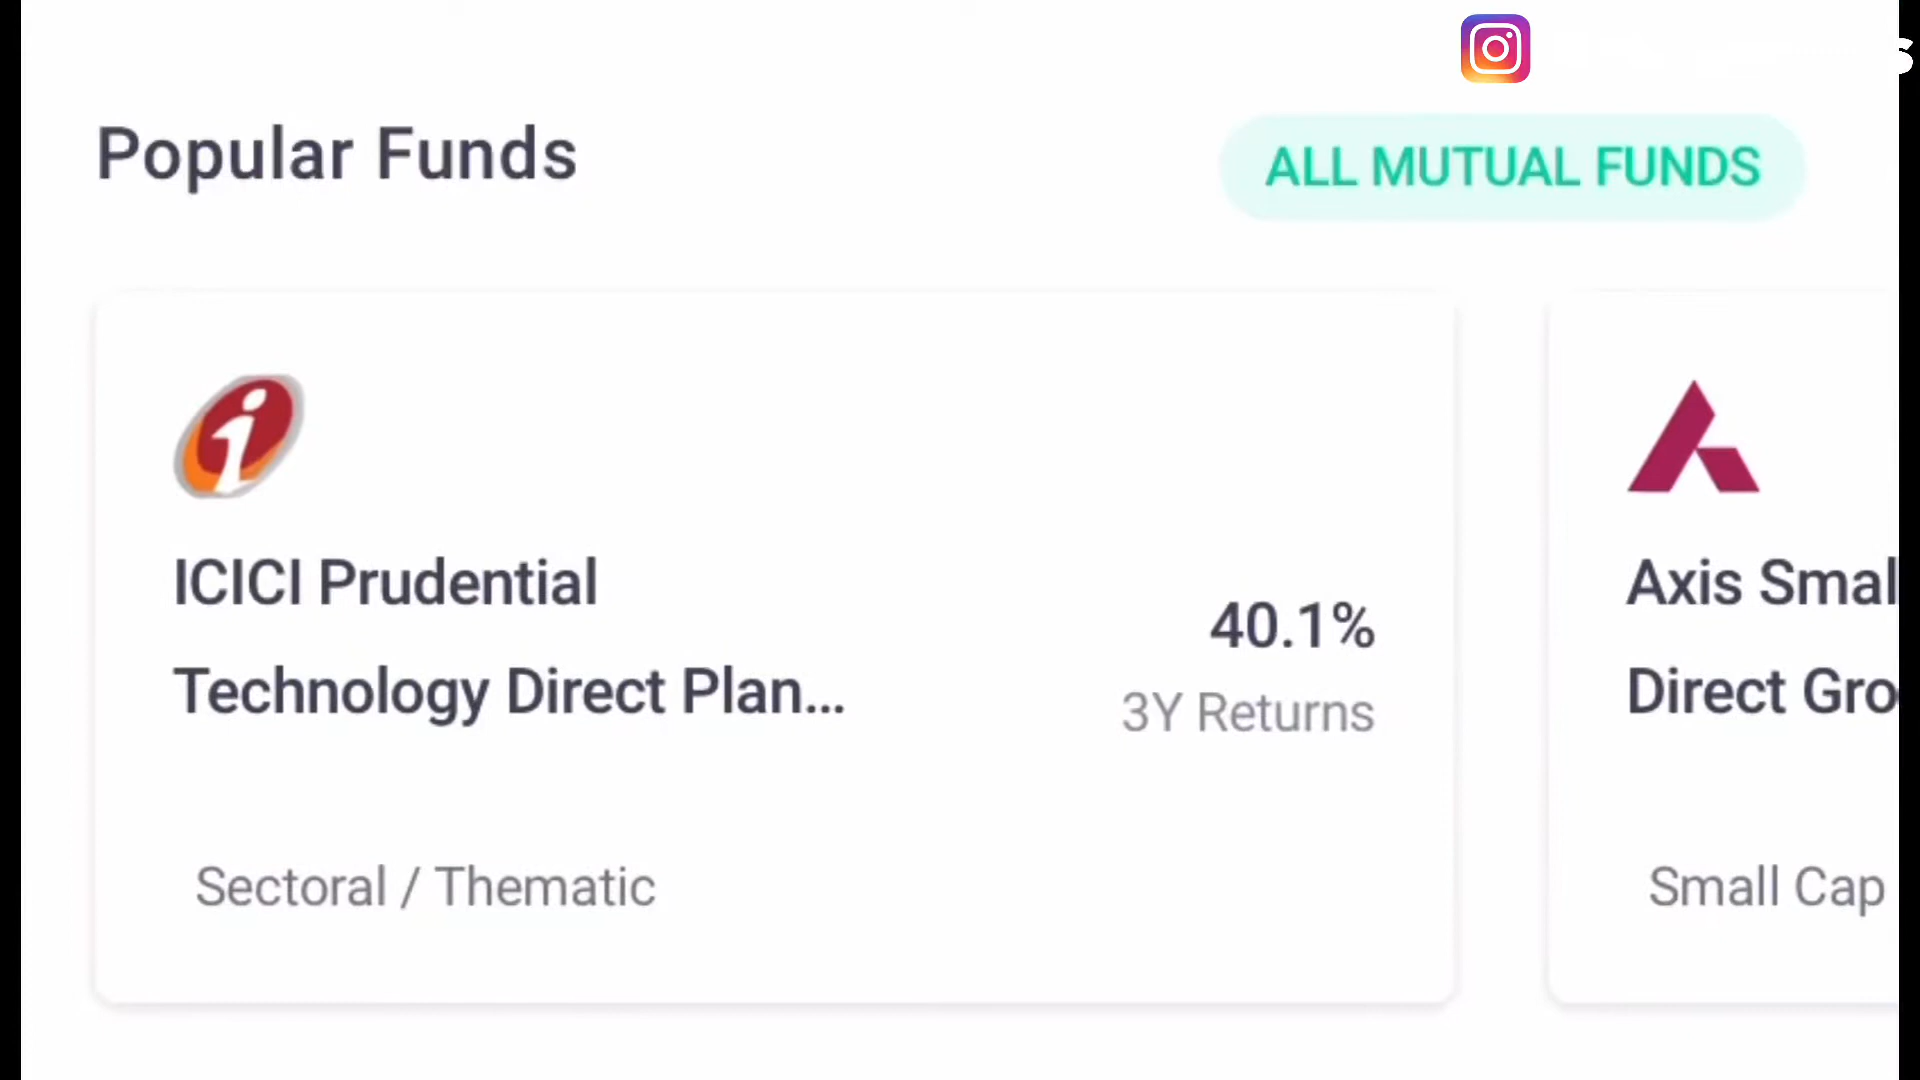 Popular Funds
ALL MUTUAL FUNDS
ICICI Prudential
Technology Direct Plan...
40.1%
3Y Returns
Sectoral / Thematic
Axis Smal
Direct Gro
Small Cap